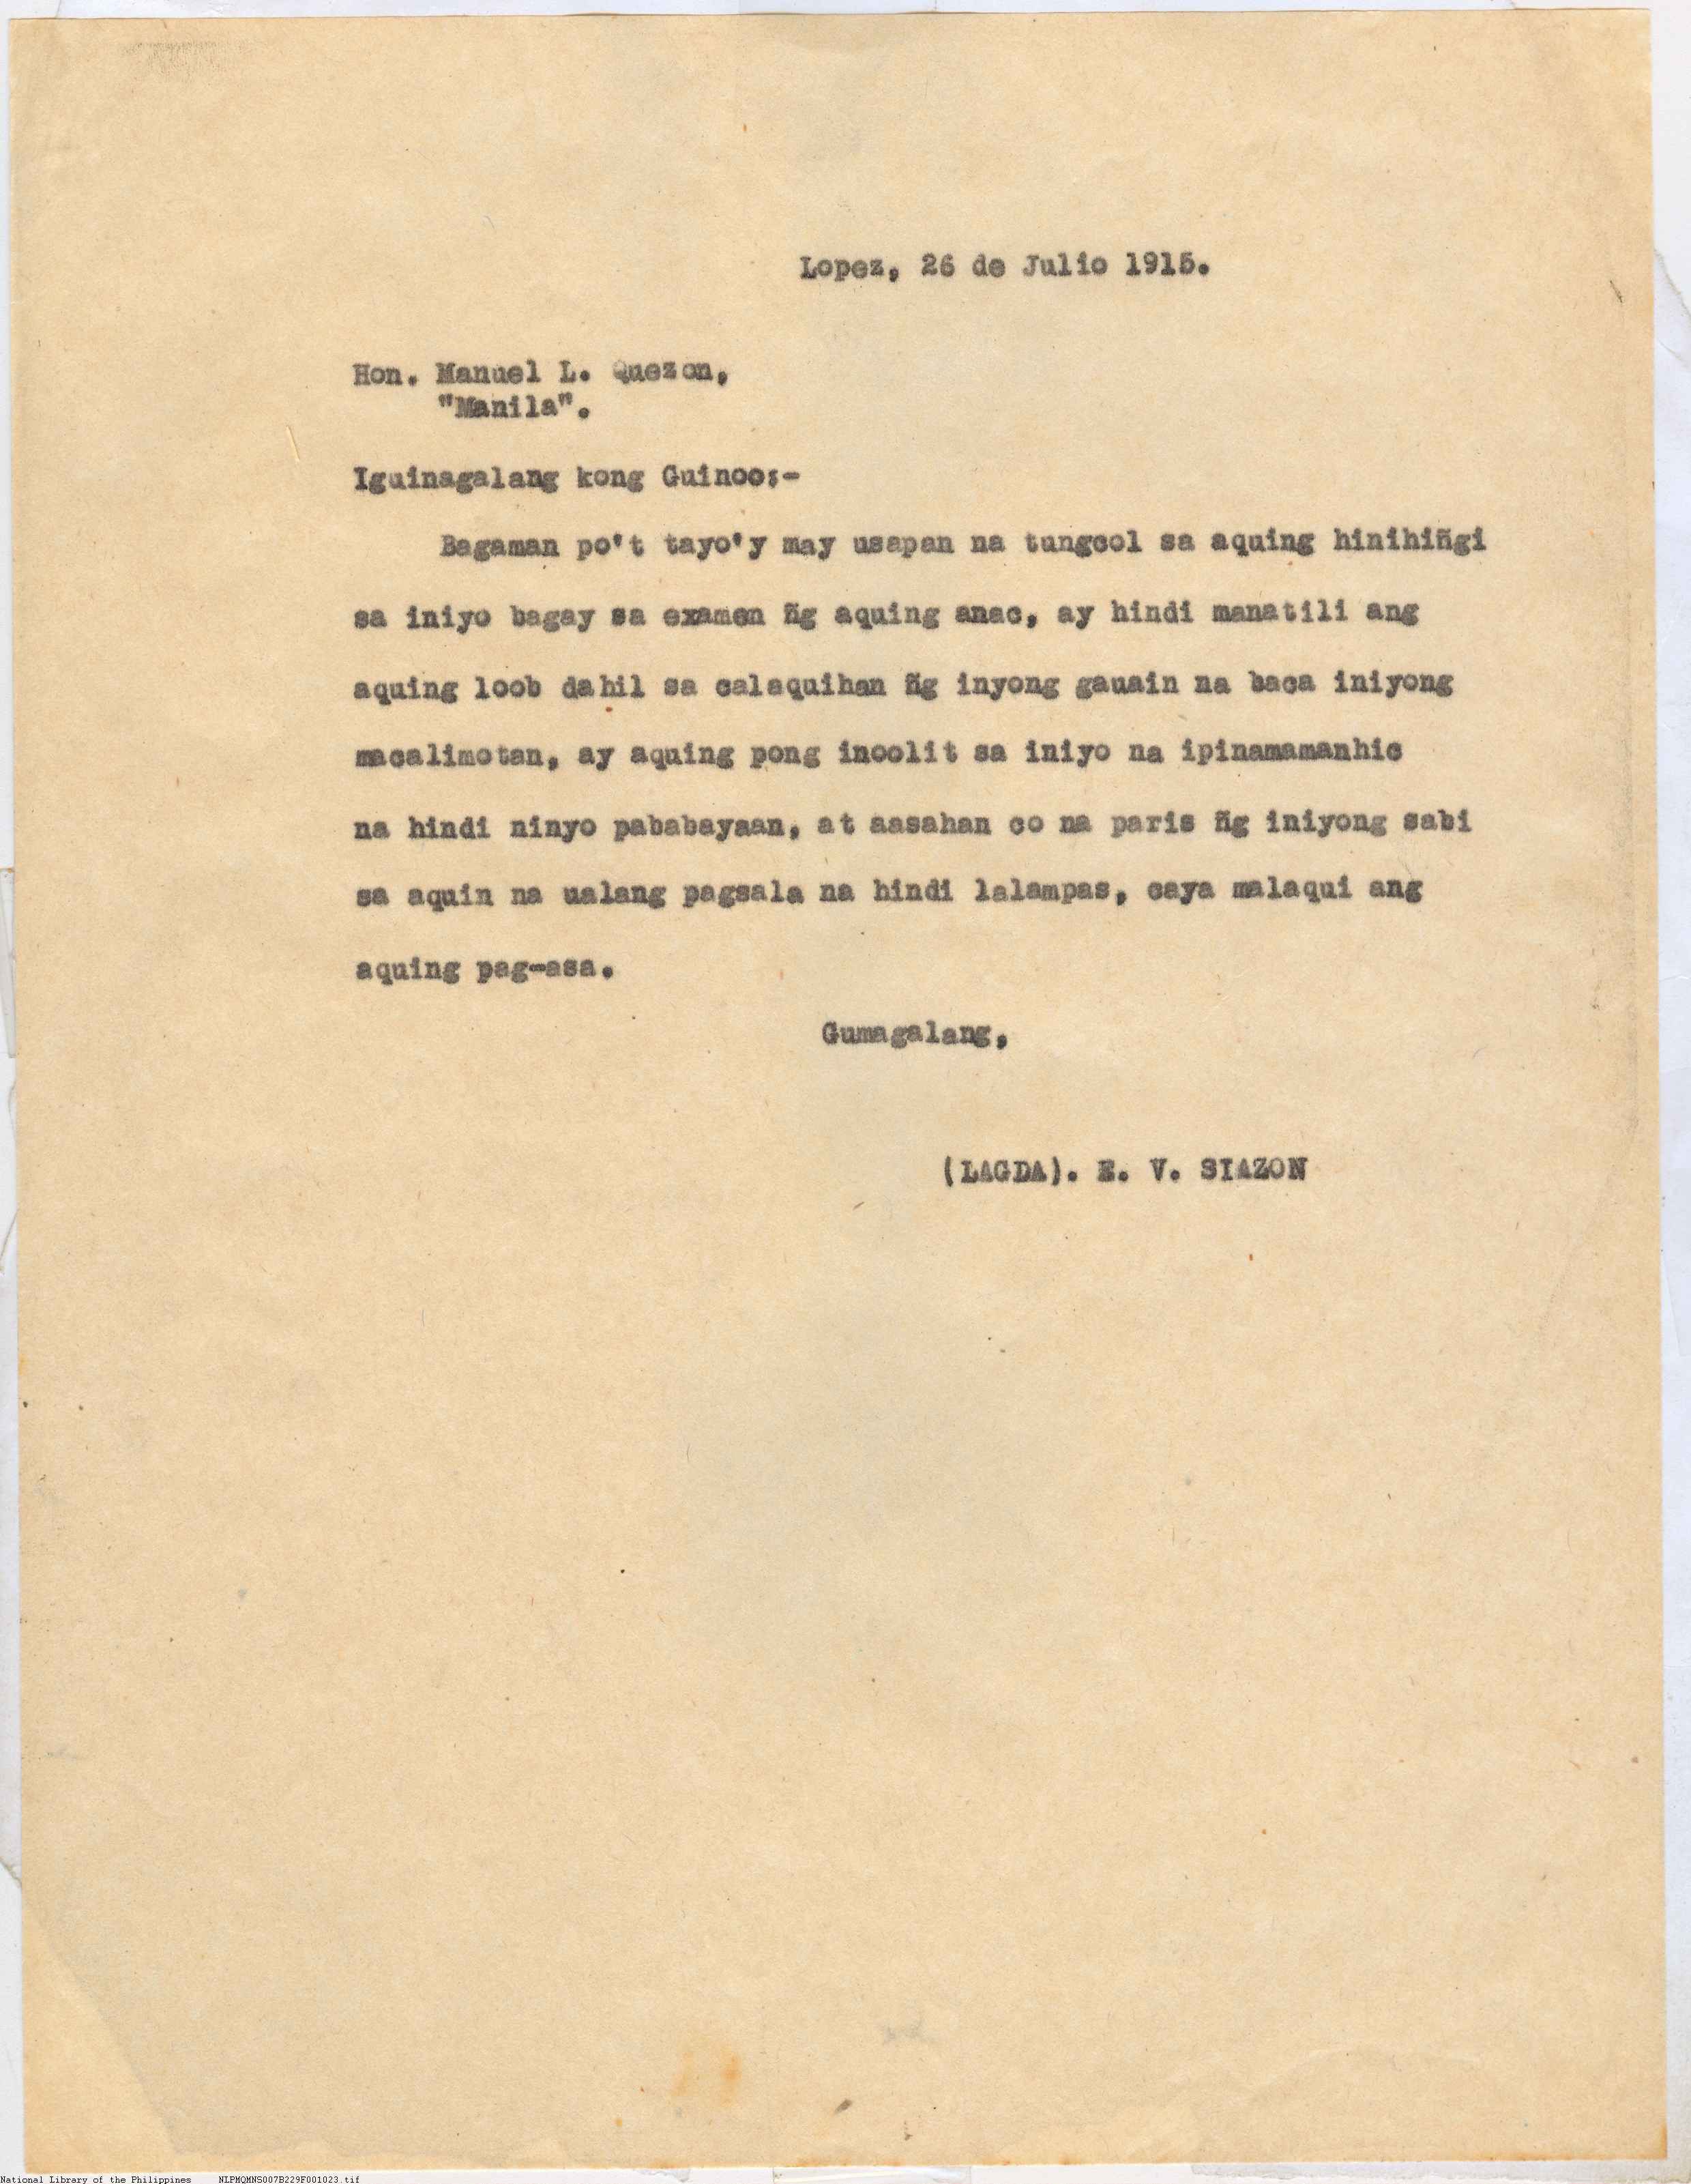 Lopez, 26 de Julio 1915.
Hon. Manuel L. Quezon,
"Manila".
Iguinagalang kong Guinoo:-
Bagaman po't tayo'y may usapan na tungcol sa aquing hinihiñgi
sa iniyo bagay sa examen ñg aquing anac, ay hindi manatili ang
aquing loob dahil sa calaquihan ñg inyong gauain na baca iniyong
macalimotan, ay aquing pong inoolit sa iniyo na ipinamamanhic
na hindi ninyo pababayaan, at aasahan co na paris ñg iniyong sabi
sa aquin na ualang pagsala na hindi lalampas, caya malaqui ang
aquing pag-asa.
Gumagalang,
(LAGDA). E. V. SIAZON
National Library of the Philippines NLPMQMNS007B229F001023.tif